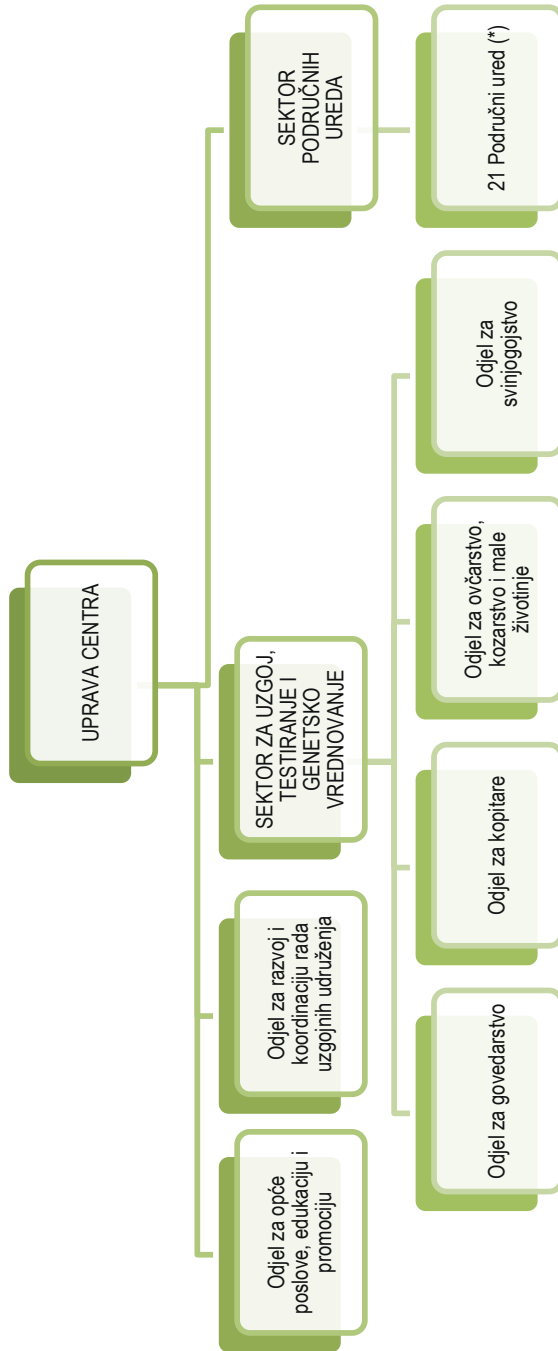 UPRAVA CENTRA
Odjel za opće
poslove, edukaciju i
promociju
Odjel za razvoj i
koordinaciju rada
uzgojnih udruženja
SEKTOR ZA UZGOJ,
TESTIRANJE I
GENETSKO
VREDNOVANJE
SEKTOR
PODRUČNIH
UREDA
Odjel za govedarstvo
Odjel za kopitare
Odjel za ovčarstvo,
kozarstvo i male
životinje
Odjel za
svinjogojstvo
21 Područni ured (*)